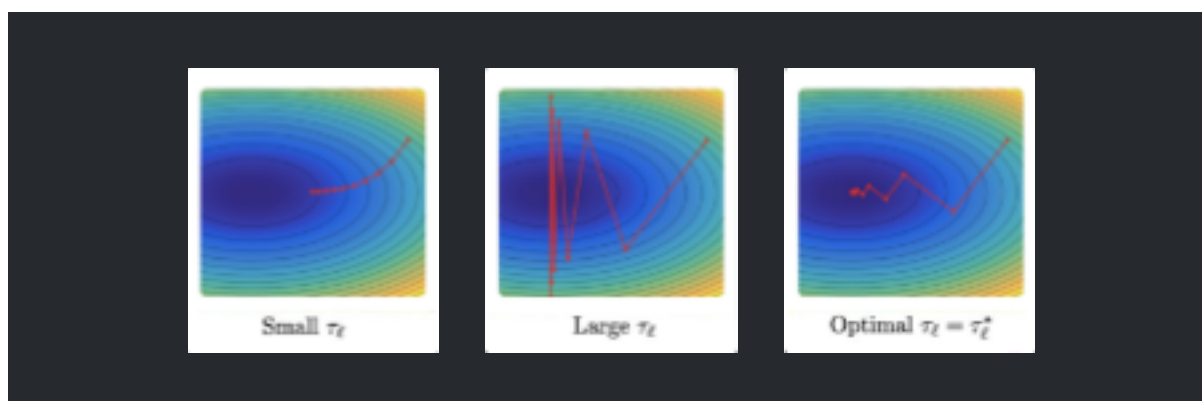 Small τ_ℓ
Large τ_ℓ
Optimal τ_ℓ = τ_ℓ^*